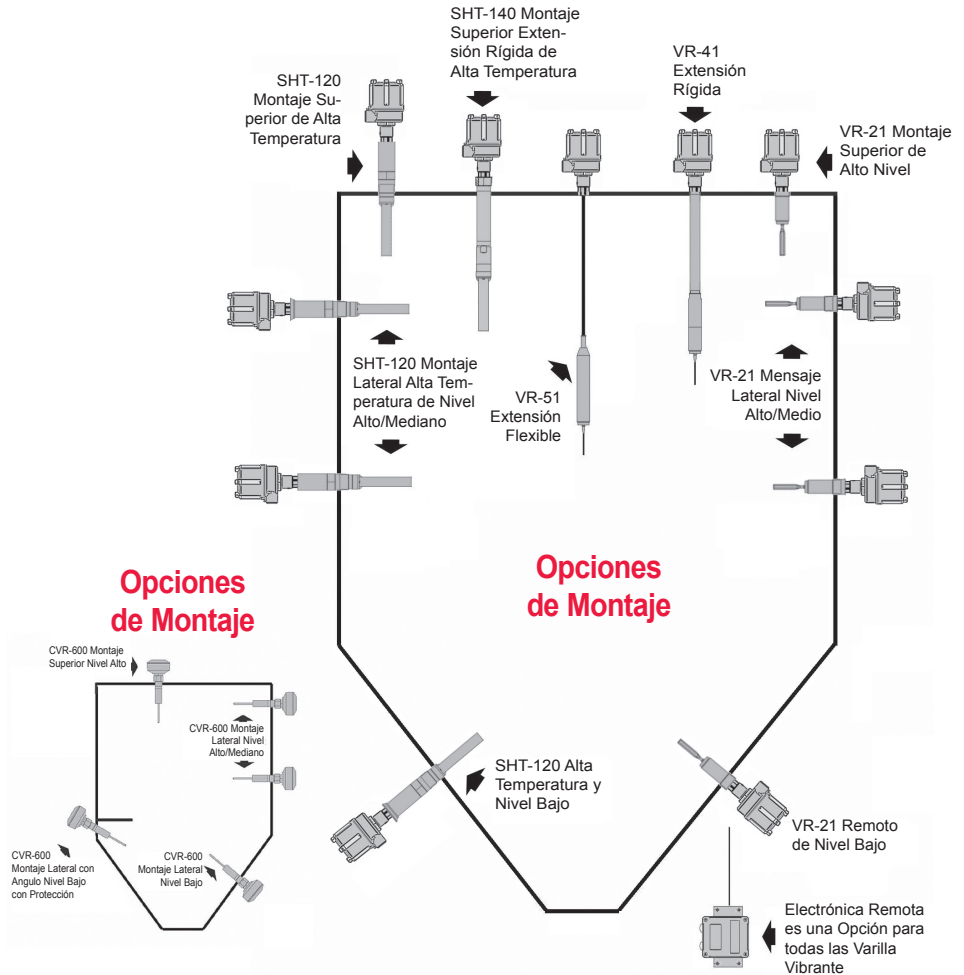 SHT-140 Montaje
Superior Exten-
sión Rígida de
Alta Temperatura
VR-41
Extensión
Rígida
SHT-120
Montaje Su-
perior de Alta
Temperatura
VR-21 Montaje
Superior de
Alto Nivel
SHT-120 Montaje
Lateral Alta Tem-
peratura de Nivel
Alto/Mediano
VR-51
Extensión
Flexible
VR-21 Mensaje
Lateral Nivel
Alto/Medio
Opciones
de Montaje
Opciones
de Montaje
CVR-600 Montaje
Superior Nivel Alto
CVR-600 Montaje
Lateral Nivel
Alto/Mediano
CVR-600
Montaje Lateral con
Angulo Nivel Bajo
con Protección
CVR-600
Montaje Lateral
Nivel Bajo
SHT-120 Alta
Temperatura y
Nivel Bajo
VR-21 Remoto
de Nivel Bajo
Electrónica Remota
es una Opción para
todas las Varilla
Vibrante